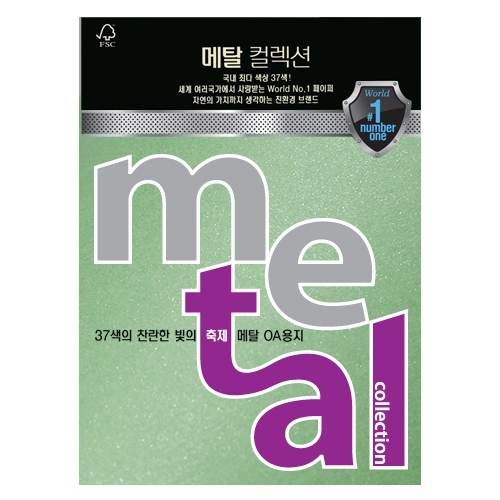 FSC
메탈 컬렉션
국내 최다 색상 37색!
세계 여러국가에서 사랑받는 World No.1 페이퍼
자연의 가치까지 생각하는 친환경 브랜드
World
#1
number
one
metal
37색의 찬란한 빛의 축제 메탈 OA용지
collection